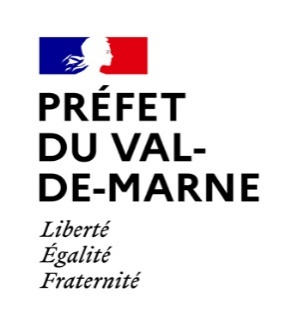 PRÉFET
DU VAL-
DE-MARNE
Liberté
Égalité
Fraternité